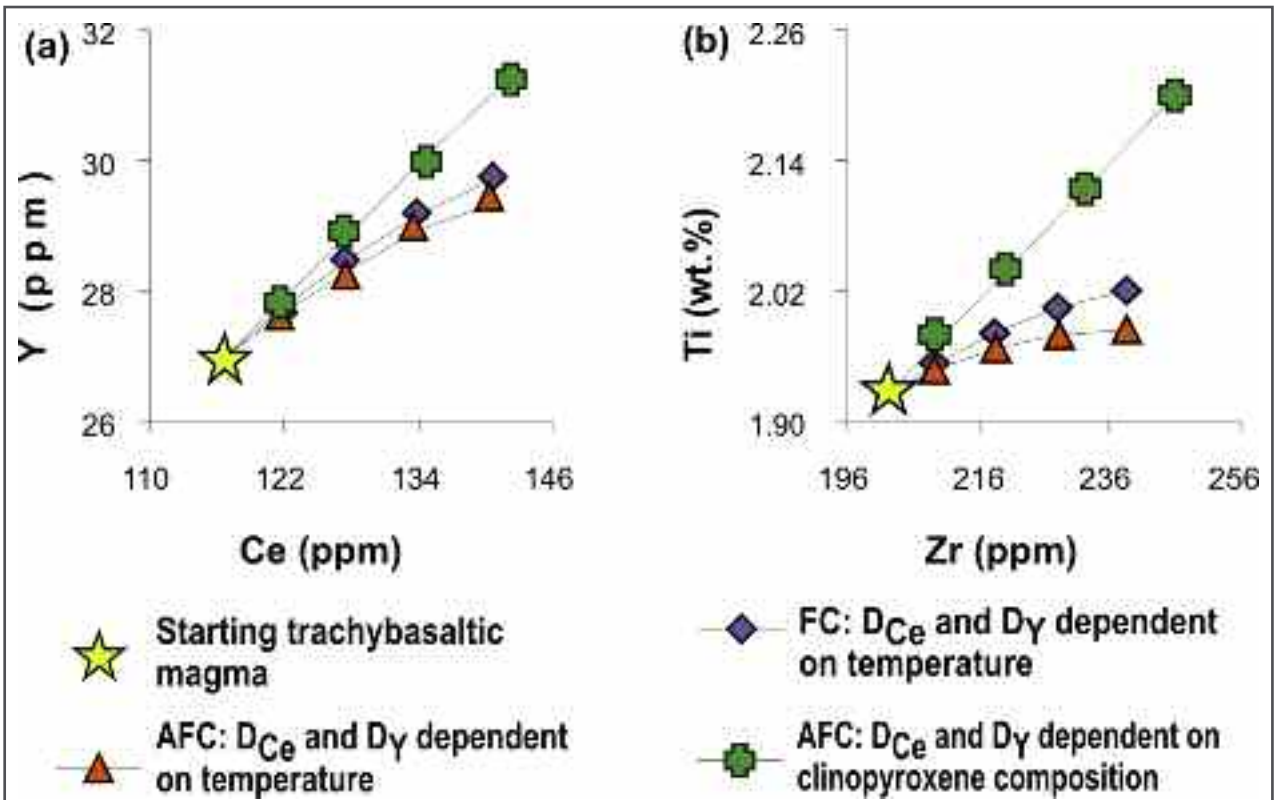 (a)
32
30
28
26
Y (ppm)
110 122 134 146
Ce (ppm)
(b)
2.26
2.14
2.02
1.90
Ti (wt.%)
196 216 236 256
Zr (ppm)
Starting trachybasaltic
magma
AFC: DCe and DY dependent
on temperature
FC: DCe and DY dependent
on temperature
AFC: DCe and DY dependent on
clinopyroxene composition